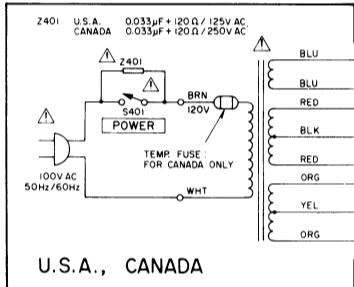 Z401 U.S.A. 0.033µF + 120Ω / 125V AC
CANADA 0.033µF + 120Ω / 250V AC
Z401
S401
POWER
BRN
120V
TEMP. FUSE :
FOR CANADA ONLY
100V AC
50Hz/60Hz
WHT
BLU
BLU
RED
BLK
RED
ORG
YEL
ORG
U.S.A., CANADA